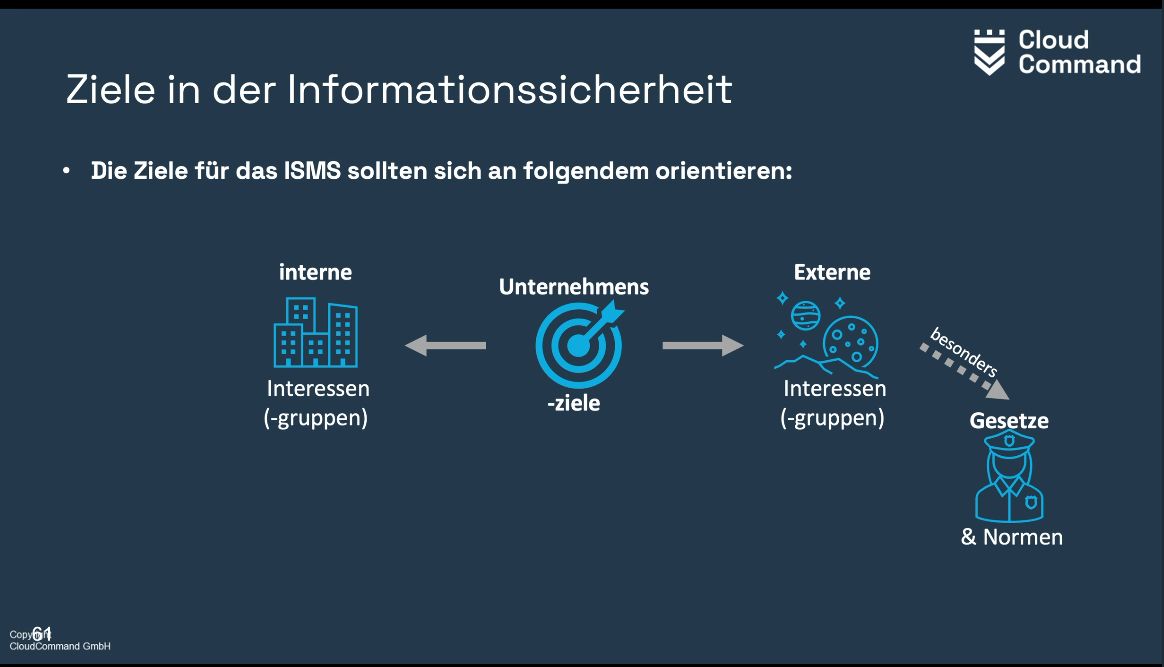 Cloud
Command
Ziele in der Informationssicherheit
• Die Ziele für das ISMS sollten sich an folgendem orientieren:
interne
Interessen
(-gruppen)
Unternehmens
-ziele
Externe
Interessen
(-gruppen)
besonders
Gesetze
& Normen
61
Copyright
CloudCommand GmbH